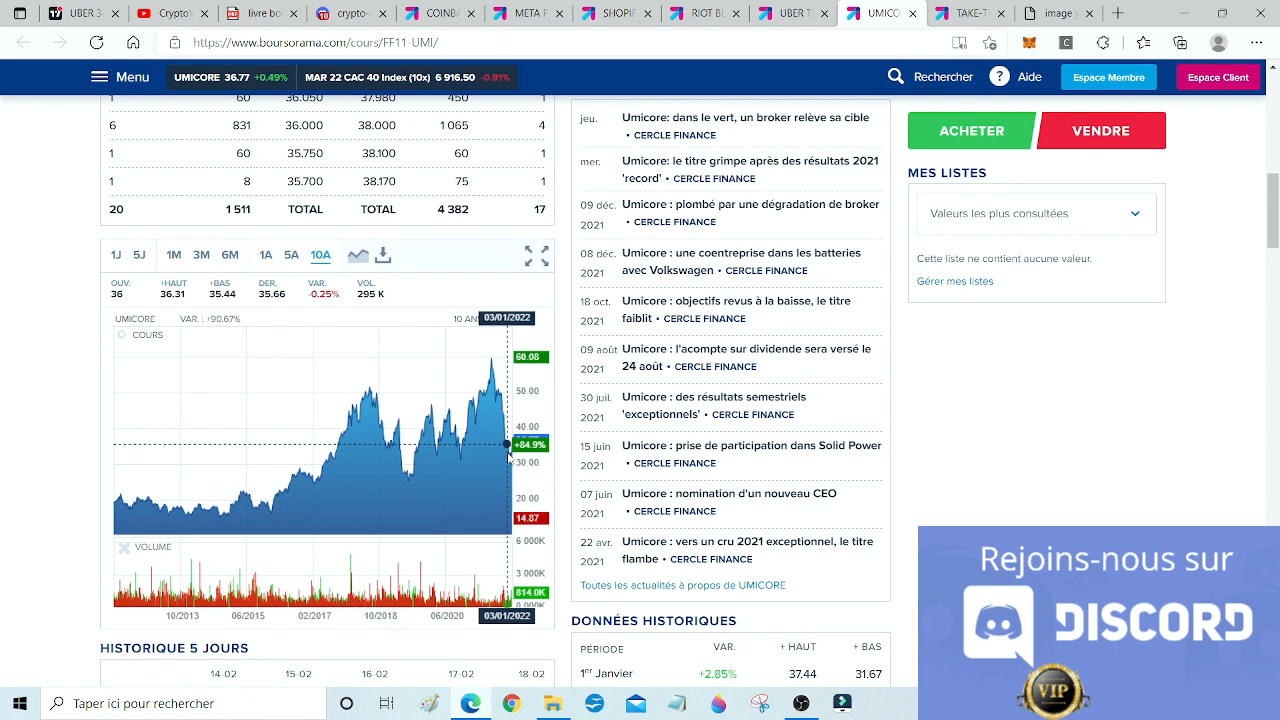 UBER 3
YouT
10 A
COINB
META P
SHOPIF
RIOT BL
UBER T
UMICO
TAKE-T
image
https://www.boursorama.com/cours/FF11-UMI/
Menu
UMICORE 36.77 +0.49%
MAR 22 CAC 40 Index (10x) 6 916.50 -0.91%
Rechercher
Aide
Espace Membre
Espace Client
1 60 36.050 37.980 450 1
6 831 36.000 38.000 1 065 4
1 60 35.750 38.100 60 1
1 8 35.700 38.170 75 1
20 1 511 TOTAL TOTAL 4 382 17
1J 5J 1M 3M 6M 1A 5A 10A
OUV. +HAUT +BAS DER. VAR. VOL.
36 36.31 35.44 35.66 -0.25% 295 K
UMICORE VAR. : +90.67% 10 AN
03/01/2022
COURS
60.08
50.00
40.00
+84.9%
30.00
20.00
14.87
VOLUME
6 000K
3 000K
814.0K
0.000K
10/2013 06/2015 02/2017 10/2018 06/2020 03/01/2022
HISTORIQUE 5 JOURS
14-02 15-02 16-02 17-02 18-02
jeu. Umicore: dans le vert, un broker relève sa cible
• CERCLE FINANCE
mer. Umicore: le titre grimpe après des résultats 2021
'record' • CERCLE FINANCE
09 déc. Umicore : plombé par une dégradation de broker
2021 • CERCLE FINANCE
08 déc. Umicore : une coentreprise dans les batteries
2021 avec Volkswagen • CERCLE FINANCE
18 oct. Umicore : objectifs revus à la baisse, le titre
2021 faiblit • CERCLE FINANCE
09 août Umicore : l'acompte sur dividende sera versé le
2021 24 août • CERCLE FINANCE
30 juil. Umicore : des résultats semestriels
2021 'exceptionnels' • CERCLE FINANCE
15 juin Umicore : prise de participation dans Solid Power
2021 • CERCLE FINANCE
07 juin Umicore : nomination d'un nouveau CEO
2021 • CERCLE FINANCE
22 avr. Umicore : vers un cru 2021 exceptionnel, le titre
2021 flambe • CERCLE FINANCE
Toutes les actualités à propos de UMICORE
DONNÉES HISTORIQUES
PÉRIODE VAR. + HAUT + BAS
1er Janvier +2.85% 37.44 31.67
ACHETER
VENDRE
MES LISTES
Valeurs les plus consultées
Cette liste ne contient aucune valeur.
Gérer mes listes
Rejoins-nous sur
DISCORD
VIP
Taper ici pour rechercher